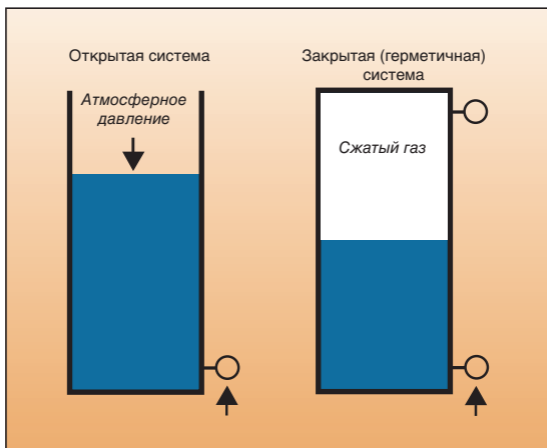 Открытая система
Атмосферное
давление
Закрытая (герметичная)
система
Сжатый газ